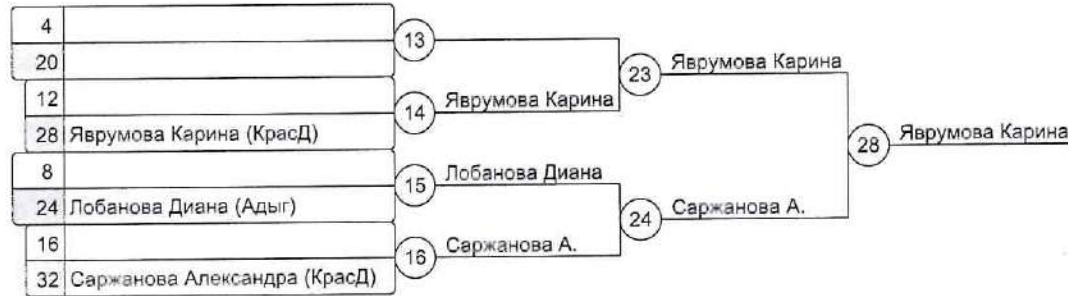 4
13
20
23 Яврумова Карина
12
14 Яврумова Карина
28 Яврумова Карина (КрасД)
28 Яврумова Карина
8
15 Лобанова Диана
24 Лобанова Диана (Адыг)
24 Саржанова А.
16
16 Саржанова А.
32 Саржанова Александра (КрасД)